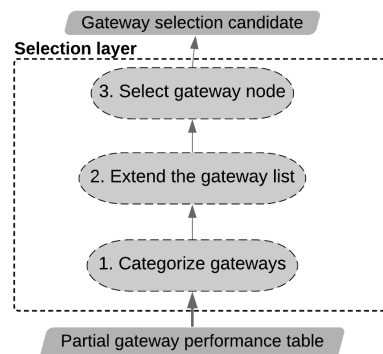 Gateway selection candidate
Selection layer
3. Select gateway node
2. Extend the gateway list
1. Categorize gateways
Partial gateway performance table